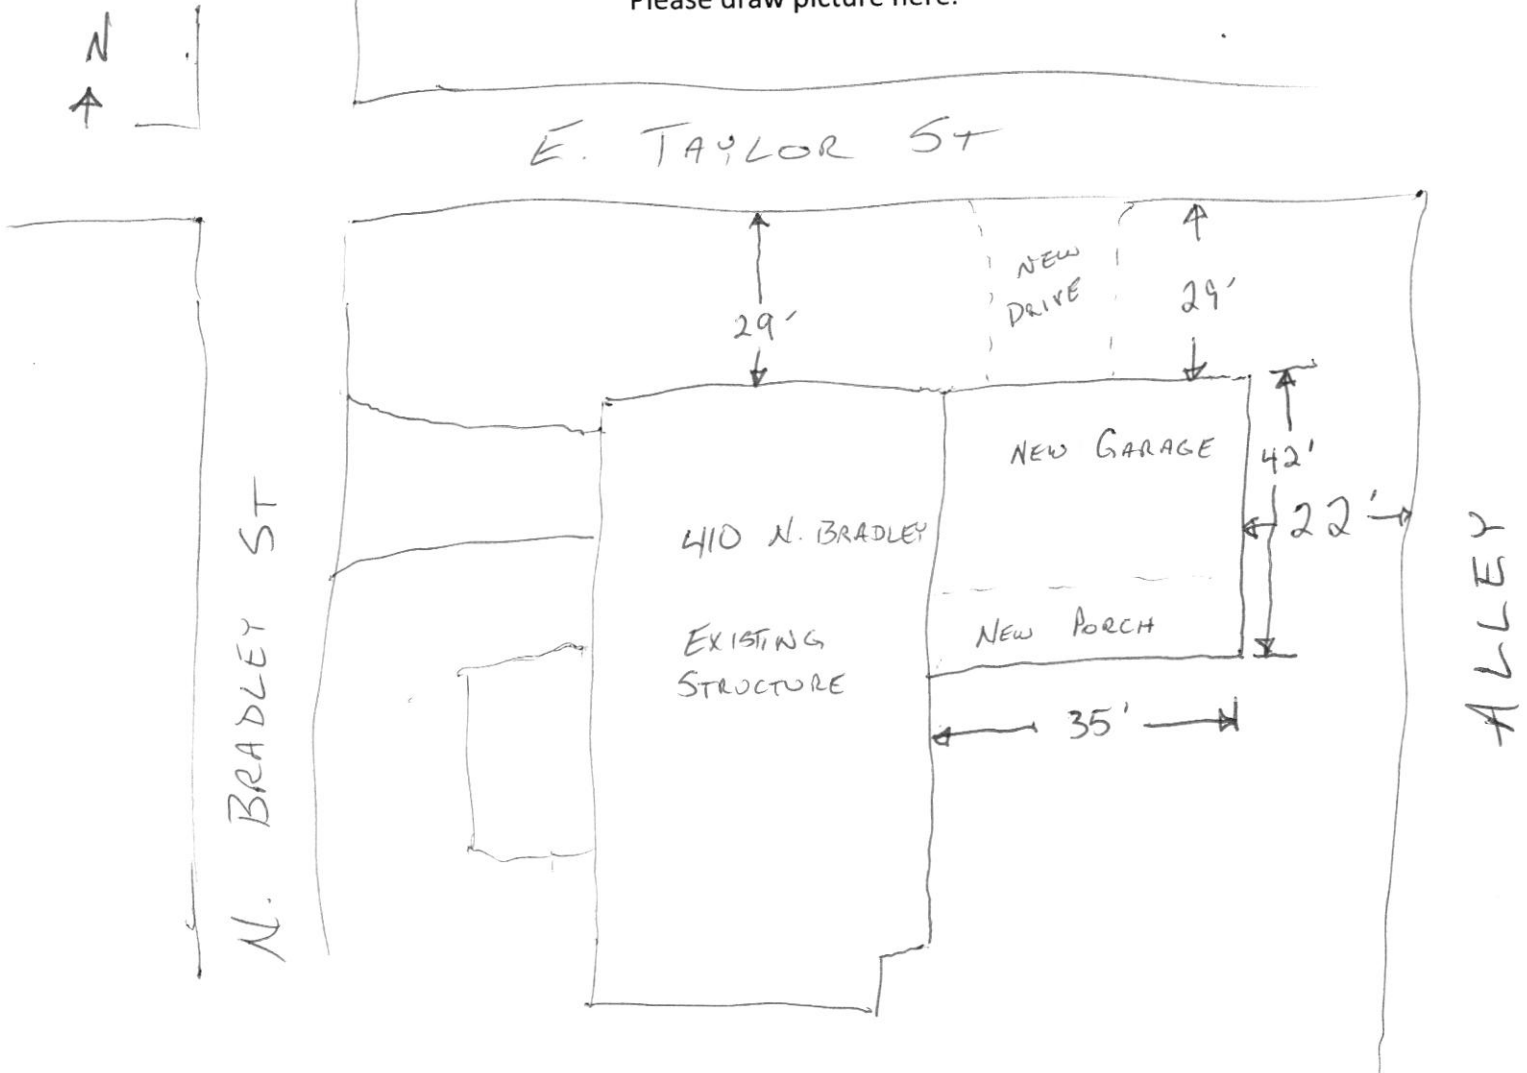 Please draw picture here.
N
E. TAYLOR ST
NEW
DRIVE
29'
29'
NEW GARAGE
42'
22'
410 N. BRADLEY
NEW PORCH
EXISTING
STRUCTURE
35'
N. BRADLEY ST
ALLEY